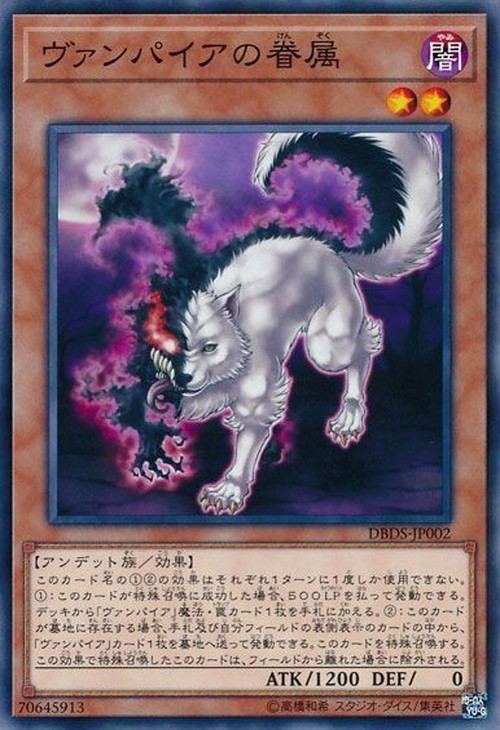 ヴァンパイアの眷属
闇
DBDS-JP002
【アンデット族／効果】
このカード名の①②の効果はそれぞれ１ターンに１度しか使用できない。
①：このカードが特殊召喚に成功した場合、５００ＬＰを払って発動できる。
デッキから「ヴァンパイア」魔法・罠カード１枚を手札に加える。②：このカード
が墓地に存在する場合、手札及び自分フィールドの表側表示のカードの中から、
「ヴァンパイア」カード１枚を墓地へ送って発動できる。このカードを特殊召喚する。
この効果で特殊召喚したこのカードは、フィールドから離れた場合に除外される。
ATK/1200 DEF/ 0
70645913
©高橋和希 スタジオ・ダイス/集英社